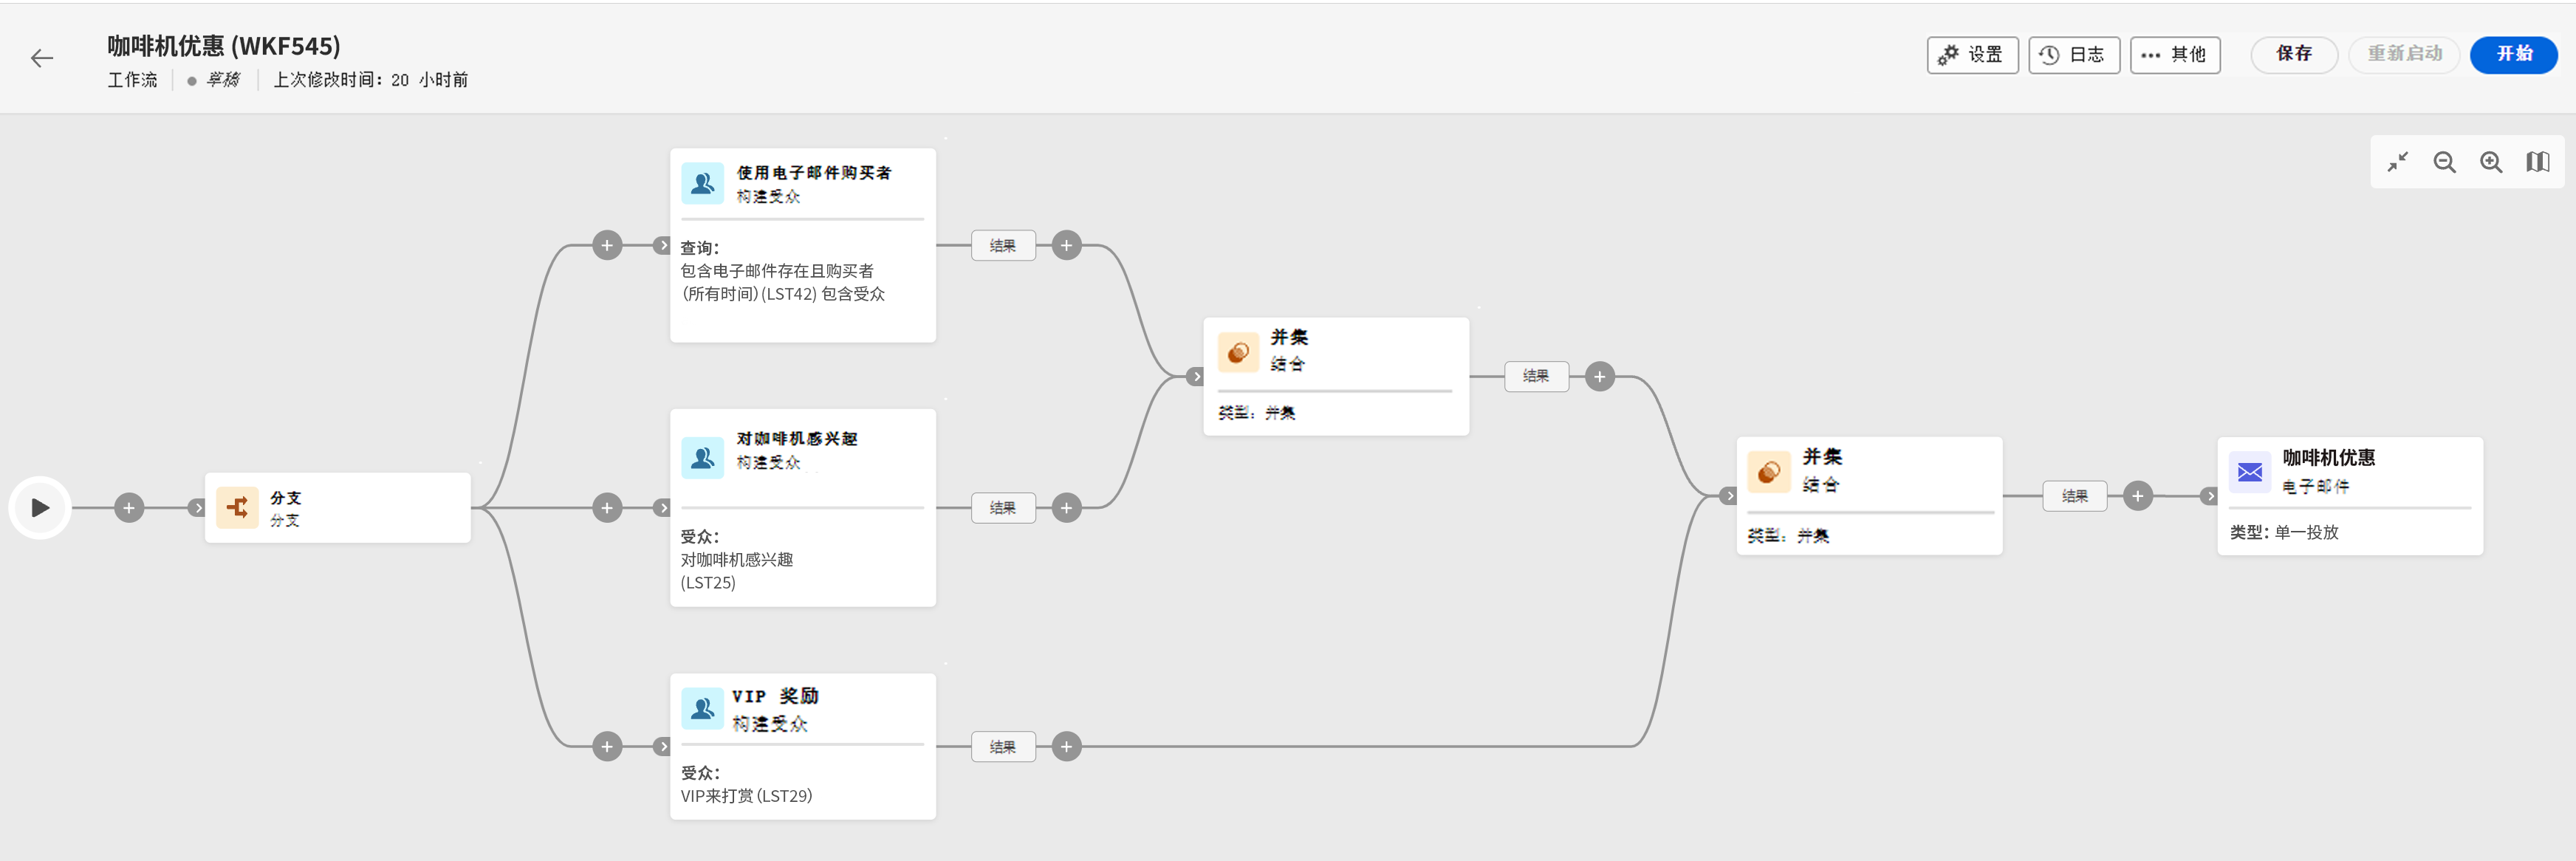 咖啡机优惠 (WKF545)
工作流 草稿 上次修改时间：20 小时前
设置 日志 其他 保存 重新启动 开始
使用电子邮件购买者
构建受众
查询：
包含电子邮件存在且购买者
（所有时间）(LST42) 包含受众
结果
并集
结合
类型：并集
结果
对咖啡机感兴趣
构建受众
受众：
对咖啡机感兴趣
(LST25)
结果
分支
分支
并集
结合
类型：并集
结果
咖啡机优惠
电子邮件
类型：单一投放
VIP 奖励
构建受众
受众：
VIP来打赏（LST29）
结果